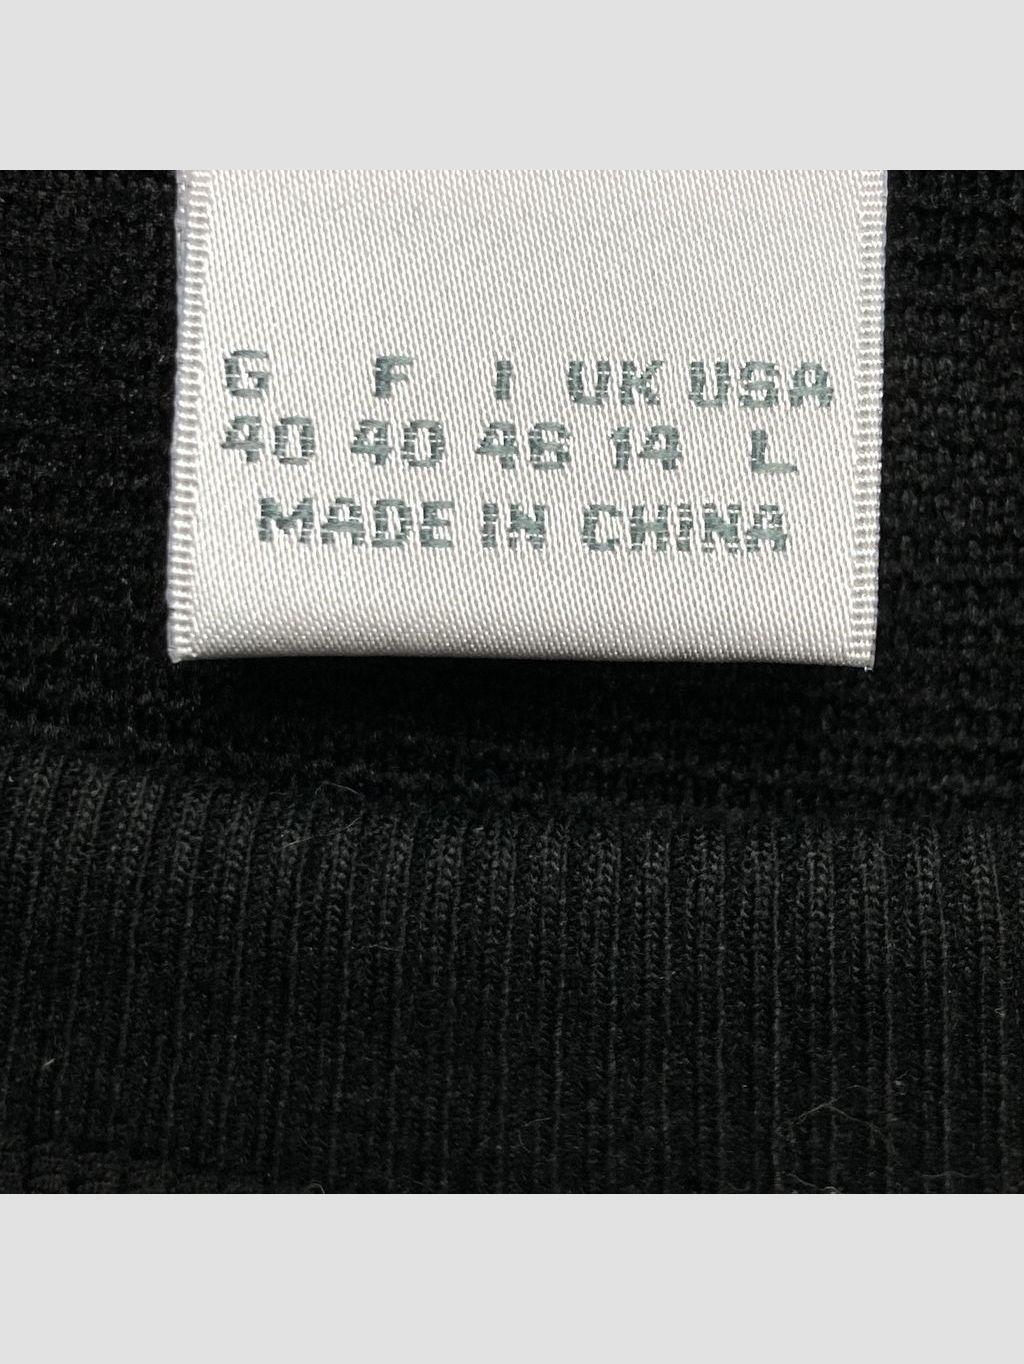 G F I UK USA
40 40 46 14 L
MADE IN CHINA